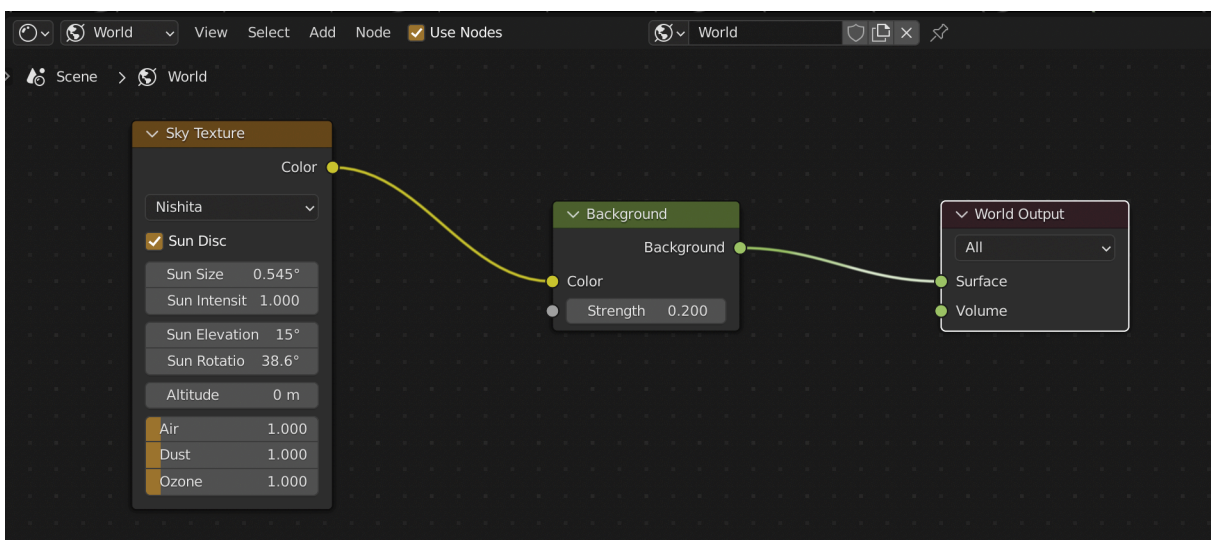 World View Select Add Node Use Nodes World
Scene > World
Sky Texture
Color
Nishita
Sun Disc
Sun Size 0.545°
Sun Intensit 1.000
Sun Elevation 15°
Sun Rotatio 38.6°
Altitude 0 m
Air 1.000
Dust 1.000
Ozone 1.000
Background
Background
Color
Strength 0.200
World Output
All
Surface
Volume